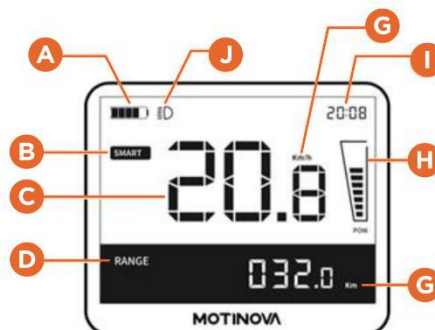 A
J
G
I
20:08
B
SMART
Km/h
H
C
20.8
POW
D
RANGE
032.0 Km
G
MOTINOVA